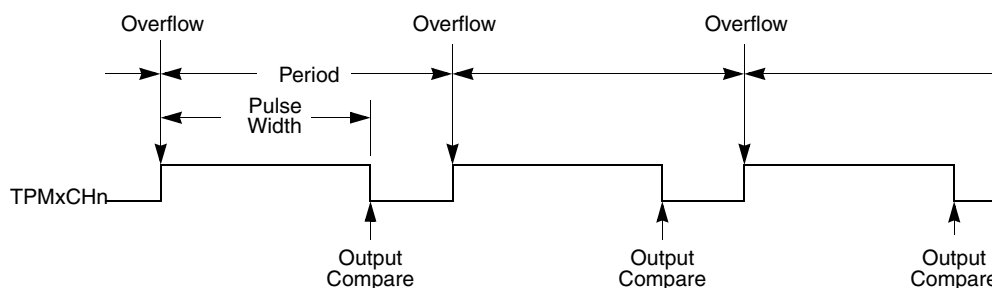 Overflow Overflow Overflow
Period
Pulse
Width
TPMxCHn
Output Output Output
Compare Compare Compare